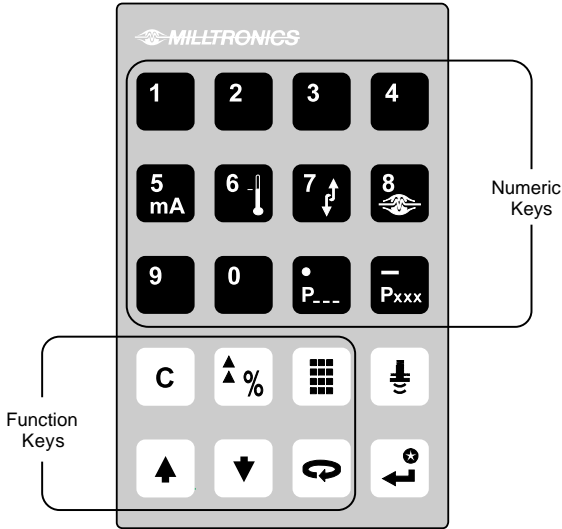 MILLTRONICS
1 2 3 4
5 6 7 8
mA
Numeric
Keys
9 0 • –
P___ Pxxx
C %
Function
Keys